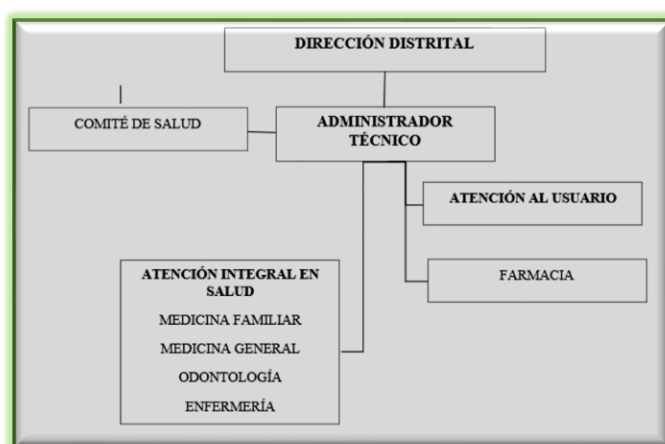 DIRECCIÓN DISTRITAL
COMITÉ DE SALUD
ADMINISTRADOR
TÉCNICO
ATENCIÓN AL USUARIO
FARMACIA
ATENCIÓN INTEGRAL EN
SALUD
MEDICINA FAMILIAR
MEDICINA GENERAL
ODONTOLOGÍA
ENFERMERÍA